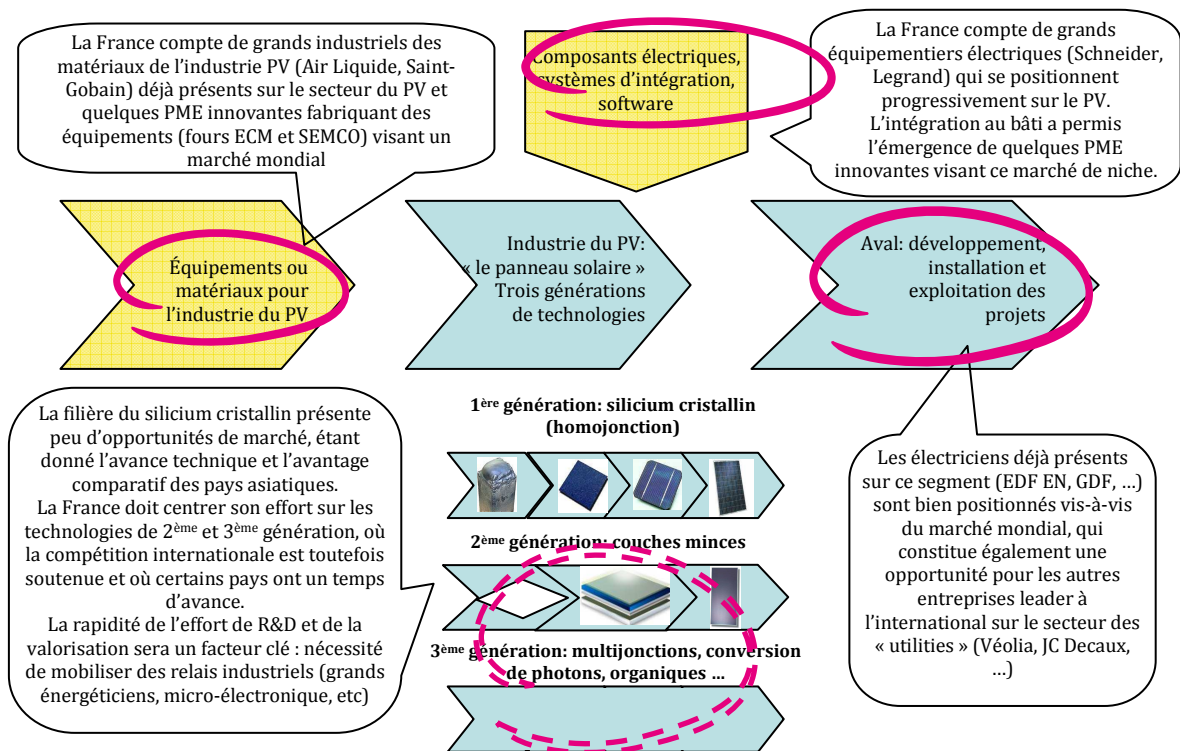 La France compte de grands industriels des
matériaux de l’industrie PV (Air Liquide, Saint-
Gobain) déjà présents sur le secteur du PV et
quelques PME innovantes fabriquant des
équipements (fours ECM et SEMCO) visant un
marché mondial
Composants électriques,
systèmes d’intégration,
software
La France compte de grands
équipementiers électriques (Schneider,
Legrand) qui se positionnent
progressivement sur le PV.
L’intégration au bâti a permis
l’émergence de quelques PME
innovantes visant ce marché de niche.
Équipements ou
matériaux pour
l’industrie du PV
Industrie du PV:
« le panneau solaire »
Trois générations
de technologies
Aval: développement,
installation et
exploitation des
projets
La filière du silicium cristallin présente
peu d’opportunités de marché, étant
donné l’avance technique et l’avantage
comparatif des pays asiatiques.
La France doit centrer son effort sur les
technologies de 2ème et 3ème génération, où
la compétition internationale est toutefois
soutenue et où certains pays ont un temps
d’avance.
La rapidité de l’effort de R&D et de la
valorisation sera un facteur clé : nécessité
de mobiliser des relais industriels (grands
énergéticiens, micro-électronique, etc)
1ère génération: silicium cristallin
(homojonction)
2ème génération: couches minces
3ème génération: multijonctions, conversion
de photons, organiques ...
Les électriciens déjà présents
sur ce segment (EDF EN, GDF, …)
sont bien positionnés vis-à-vis
du marché mondial, qui
constitue également une
opportunité pour les autres
entreprises leader à
l’international sur le secteur des
« utilities » (Véolia, JC Decaux,
…)